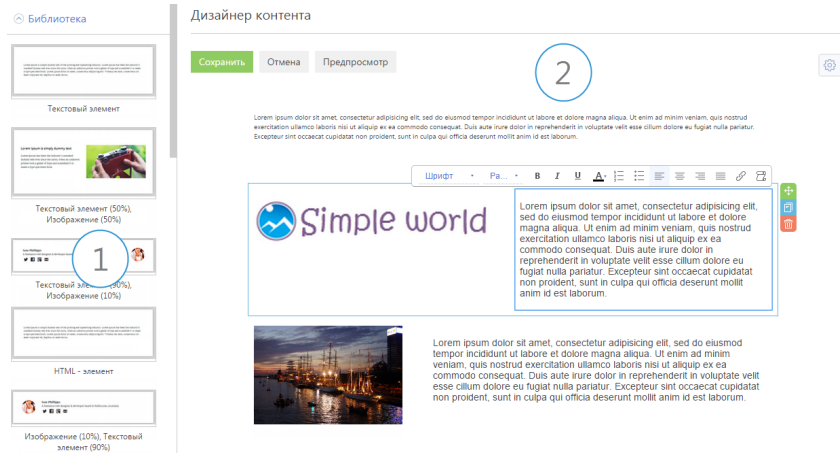 Библиотека
Дизайнер контента
Сохранить
Отмена
Предпросмотр
2
Текстовый элемент
Lorem Ipsum is simply dummy text
Текстовый элемент (50%),
Изображение (50%)
1
Текстовый элемент (90%),
Изображение (10%)
HTML - элемент
Изображение (10%), Текстовый
элемент (90%)
Lorem ipsum dolor sit amet, consectetur adipisicing elit, sed do eiusmod tempor incididunt ut labore et dolore magna aliqua. Ut enim ad minim veniam, quis nostrud
exercitation ullamco laboris nisi ut aliquip ex ea commodo consequat. Duis aute irure dolor in reprehenderit in voluptate velit esse cillum dolore eu fugiat nulla pariatur.
Excepteur sint occaecat cupidatat non proident, sunt in culpa qui officia deserunt mollit anim id est laborum.
Шрифт
Ра...
B I U A
Simple world
Lorem ipsum dolor sit amet, consectetur adipisicing elit,
sed do eiusmod tempor incididunt ut labore et dolore
magna aliqua. Ut enim ad minim veniam, quis nostrud
exercitation ullamco laboris nisi ut aliquip ex ea
commodo consequat. Duis aute irure dolor in
reprehenderit in voluptate velit esse cillum dolore eu
fugiat nulla pariatur. Excepteur sint occaecat cupidatat
non proident, sunt in culpa qui officia deserunt mollit
anim id est laborum.
Lorem ipsum dolor sit amet, consectetur adipisicing elit, sed do eiusmod
tempor incididunt ut labore et dolore magna aliqua. Ut enim ad minim
veniam, quis nostrud exercitation ullamco laboris nisi ut aliquip ex ea
commodo consequat. Duis aute irure dolor in reprehenderit in voluptate velit
esse cillum dolore eu fugiat nulla pariatur. Excepteur sint occaecat cupidatat
non proident, sunt in culpa qui officia deserunt mollit anim id est laborum.